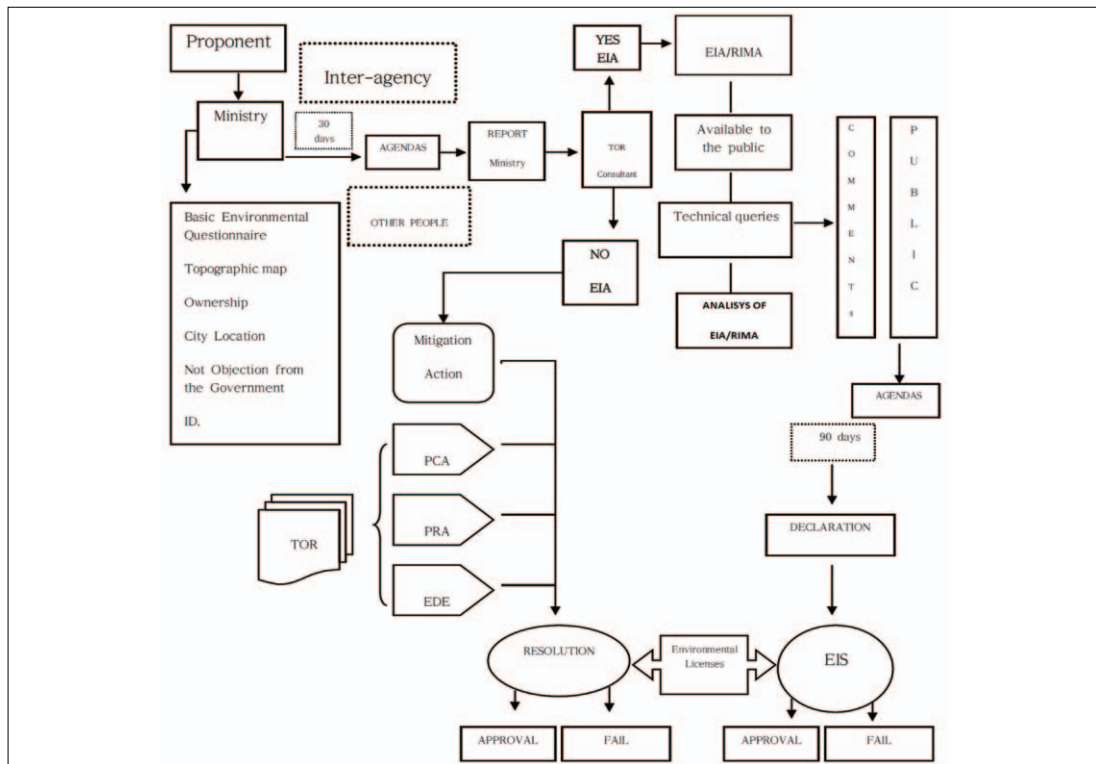 Proponent
Inter-agency
Ministry
30
days
AGENDAS
REPORT
Ministry
TOR
Consultant
YES
EIA
EIA/RIMA
Available to
the public
Technical queries
ANALISYS OF
EIA/RIMA
COMMENTS
PUBLIC
AGENDAS
90 days
DECLARATION
OTHER PEOPLE
NO
EIA
Basic Environmental
Questionnaire
Topographic map
Ownership
City Location
Not Objection from
the Government
ID.
Mitigation
Action
TOR
PCA
PRA
EDE
RESOLUTION
Environmental
Licenses
EIS
APPROVAL
FAIL
APPROVAL
FAIL